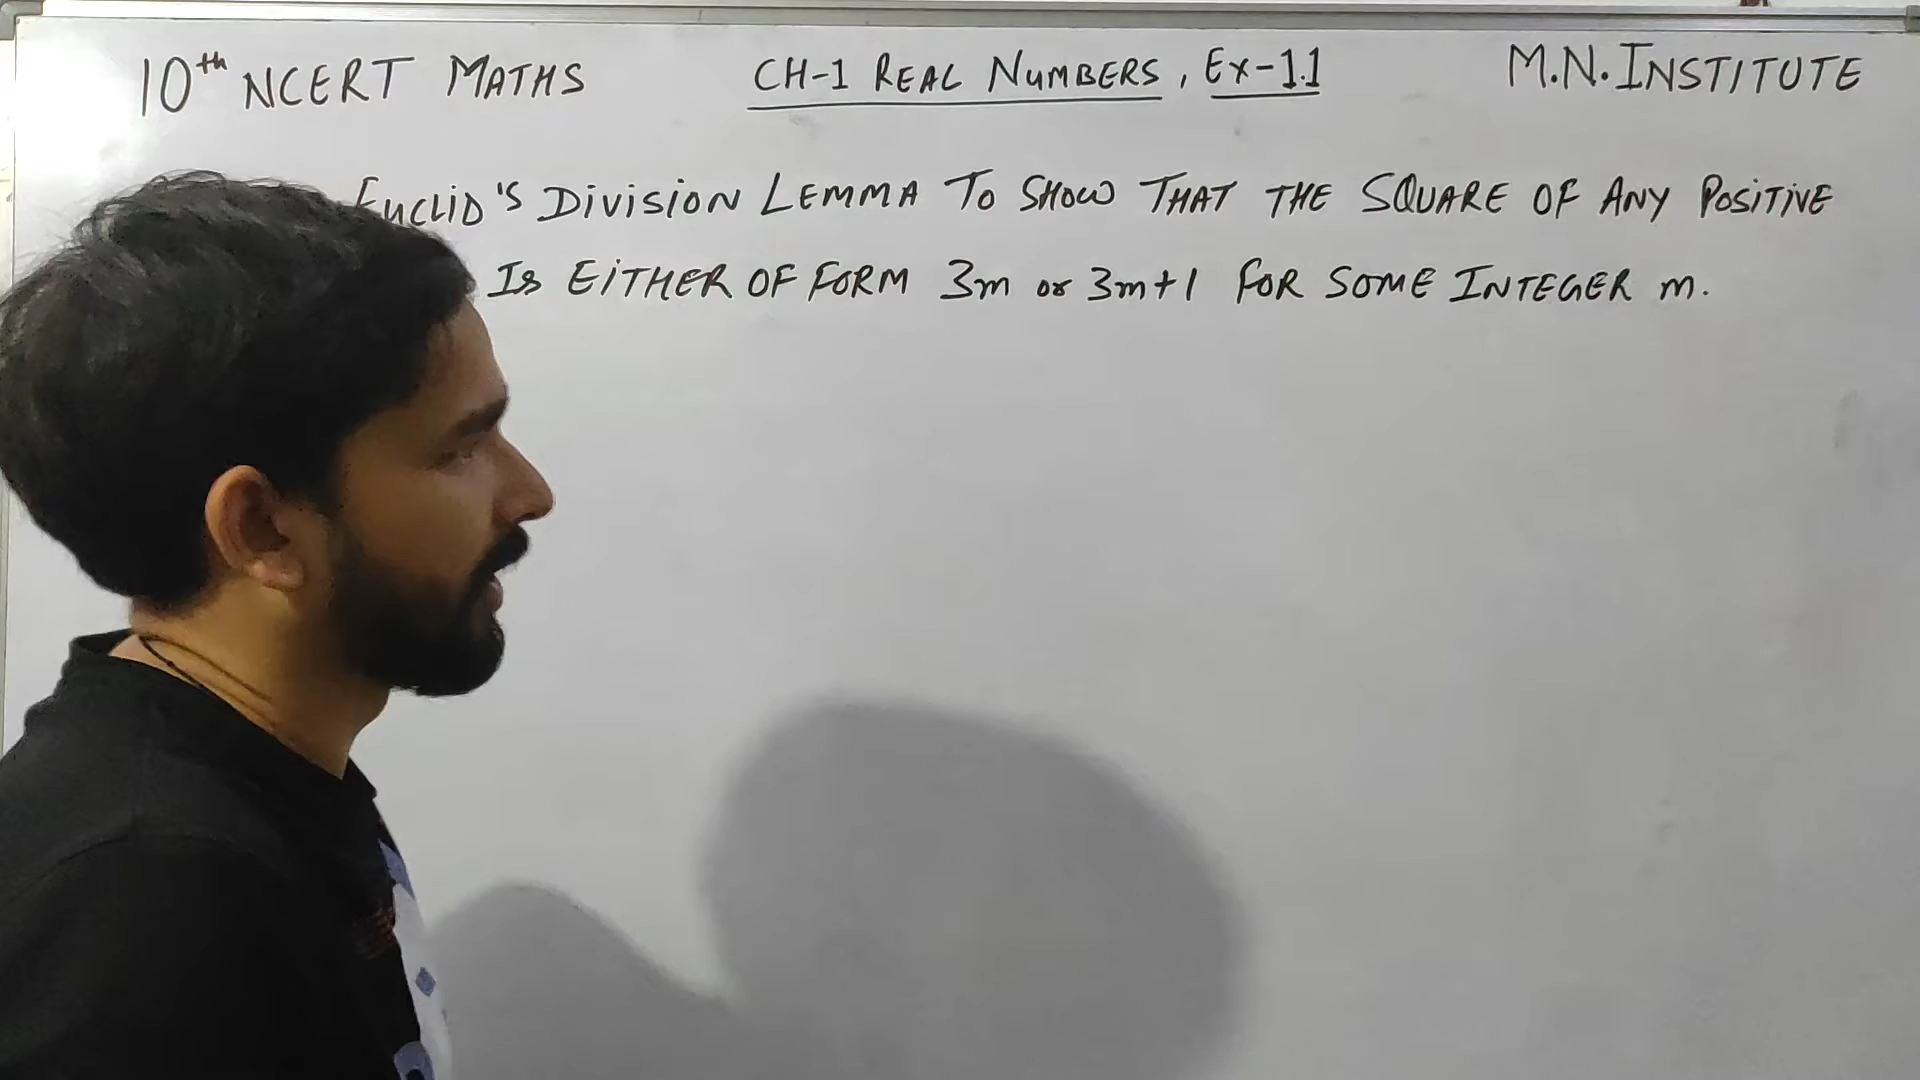 10th NCERT MATHS
CH-1 REAL NUMBERS, Ex-1.1
M.N. INSTITUTE
EUCLID'S DIVISION LEMMA TO SHOW THAT THE SQUARE OF ANY POSITIVE
IS EITHER OF FORM 3m or 3m+1 FOR SOME INTEGER m.